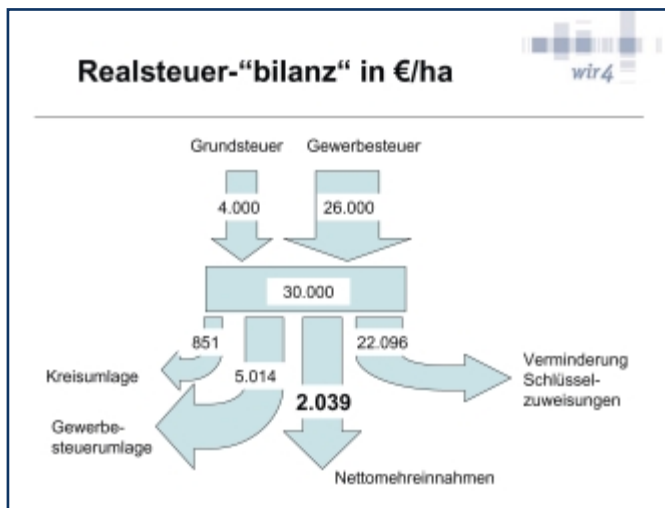 Realsteuer-“bilanz“ in €/ha
wir4
Grundsteuer
Gewerbesteuer
4.000
26.000
30.000
851
22.096
5.014
2.039
Kreisumlage
Gewerbe-
steuerumlage
Verminderung
Schlüssel-
zuweisungen
Nettomehreinnahmen